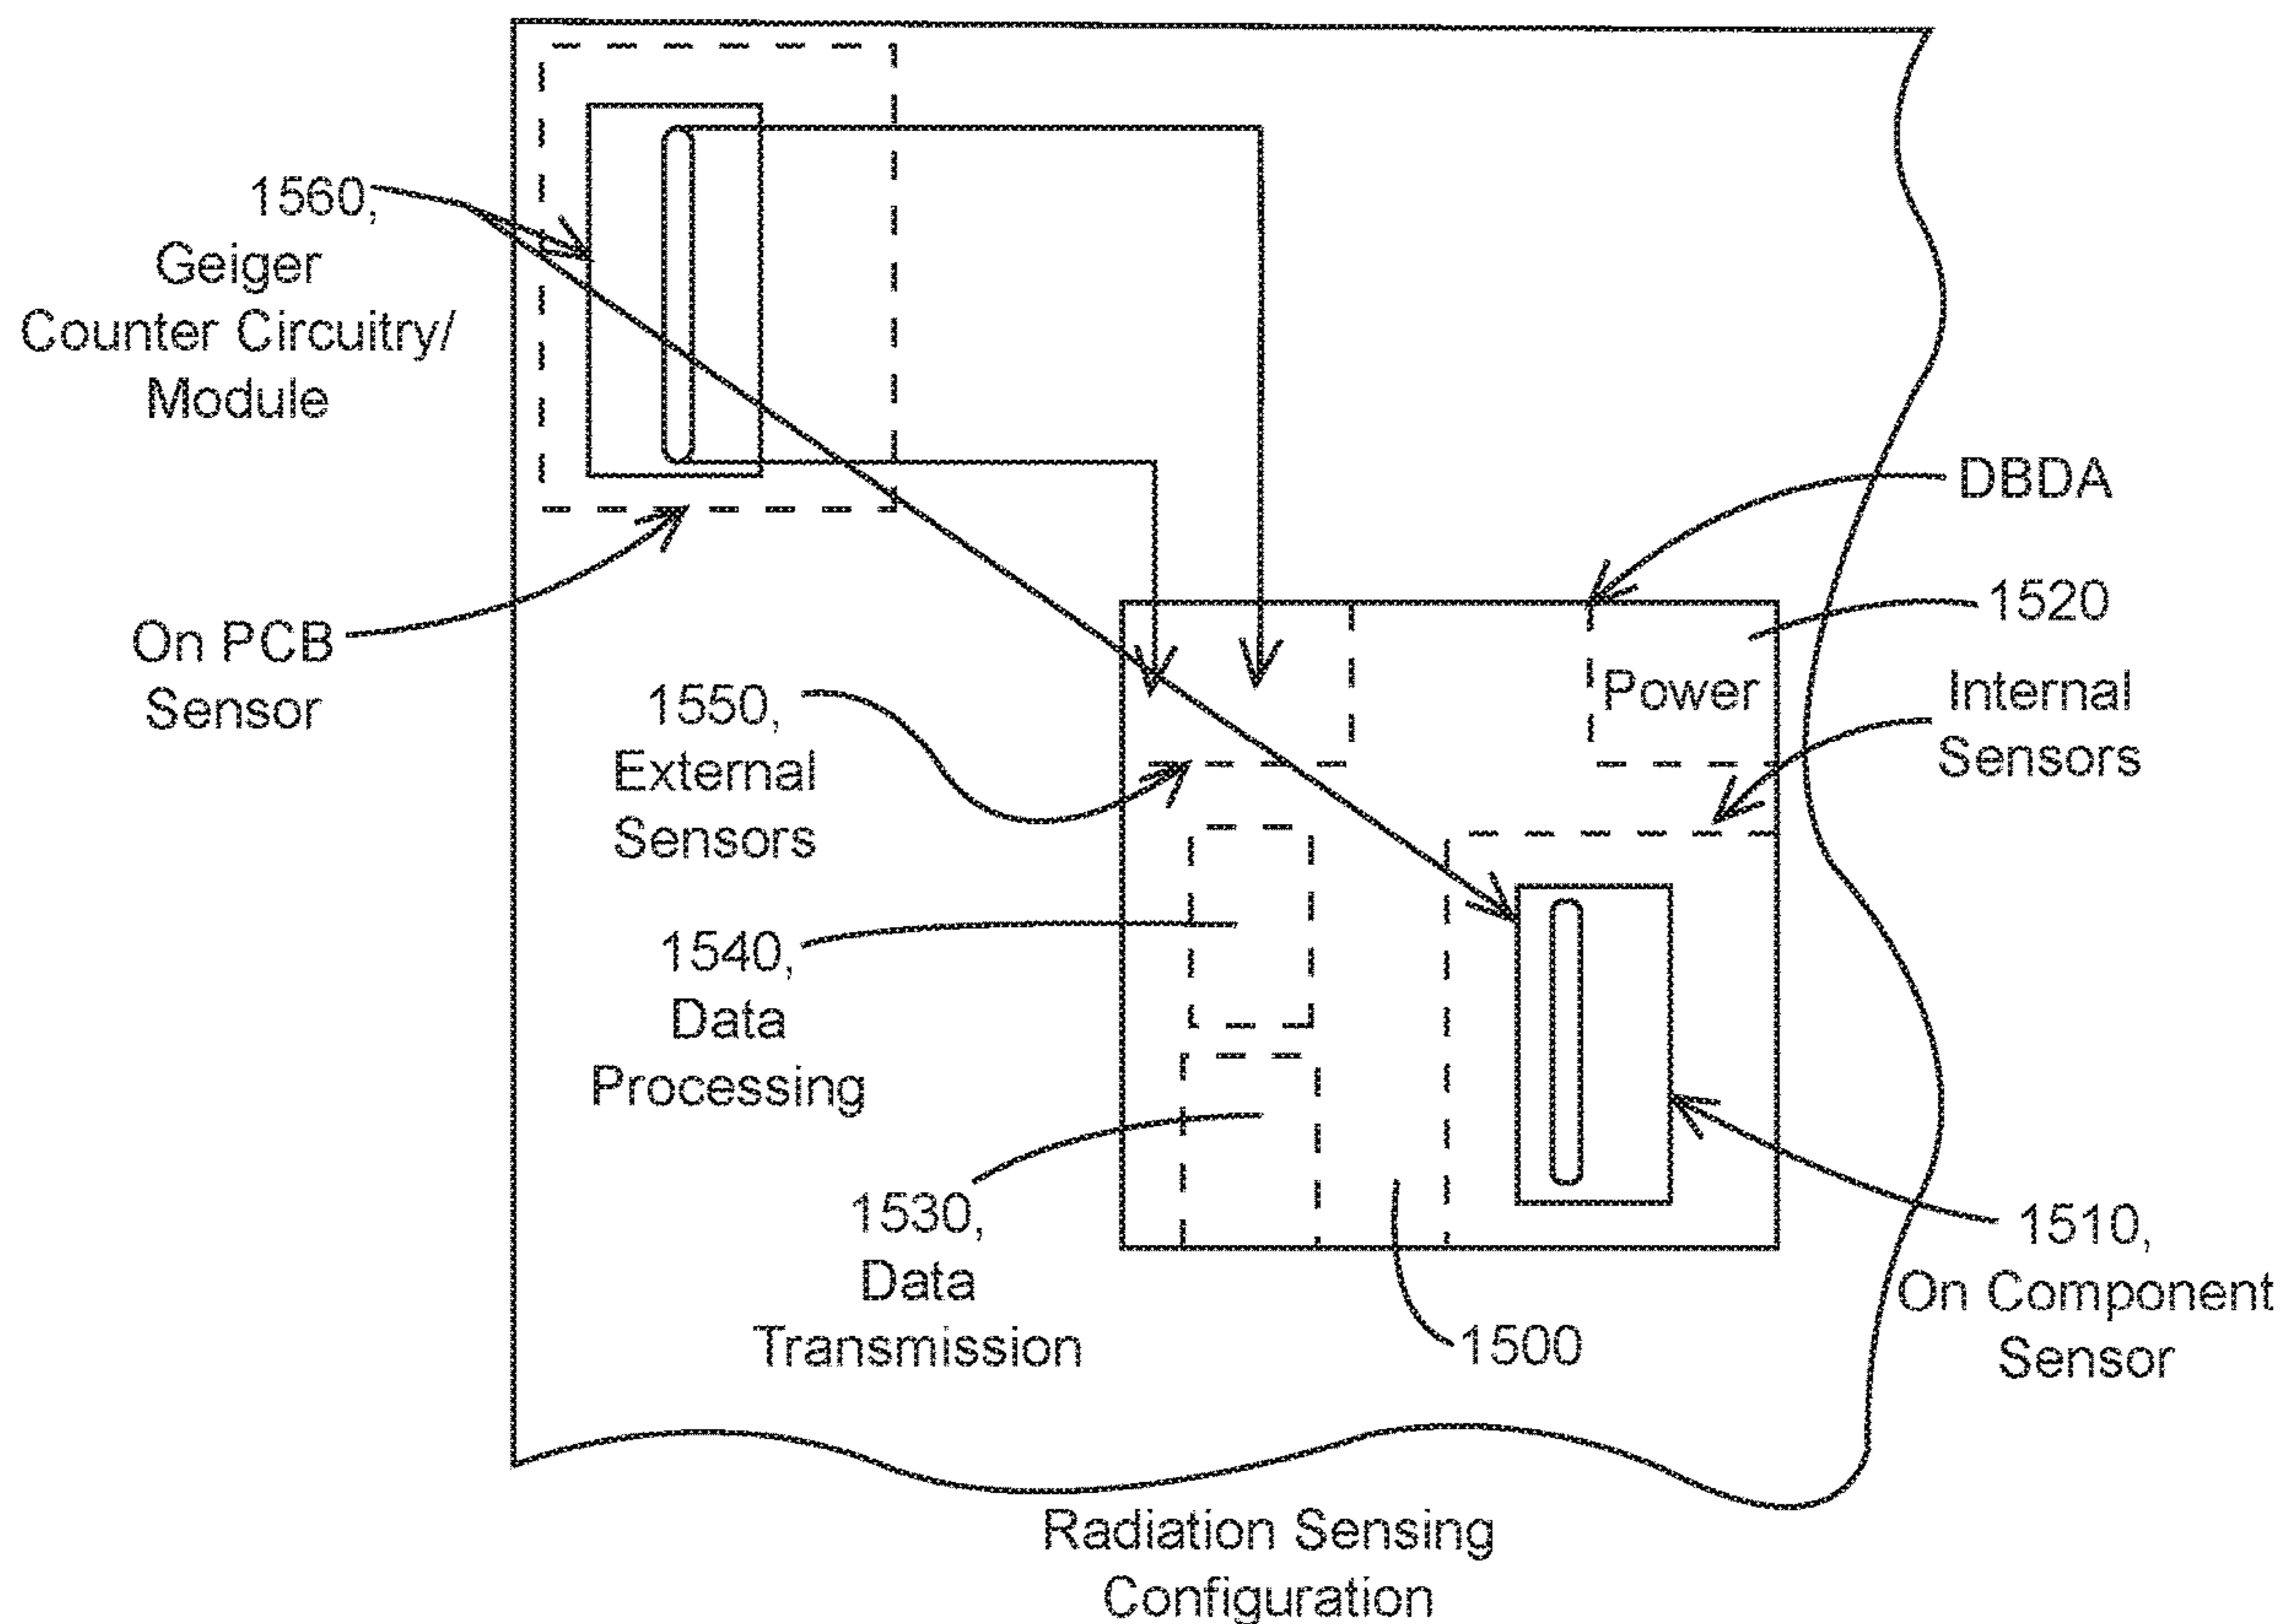 1560,
Geiger
Counter Circuitry/
Module
On PCB
Sensor
DBDA
1520
Power
Internal
Sensors
1550,
External
Sensors
1540,
Data
Processing
1530,
Data
Transmission
1500
1510,
On Component
Sensor
Radiation Sensing
Configuration